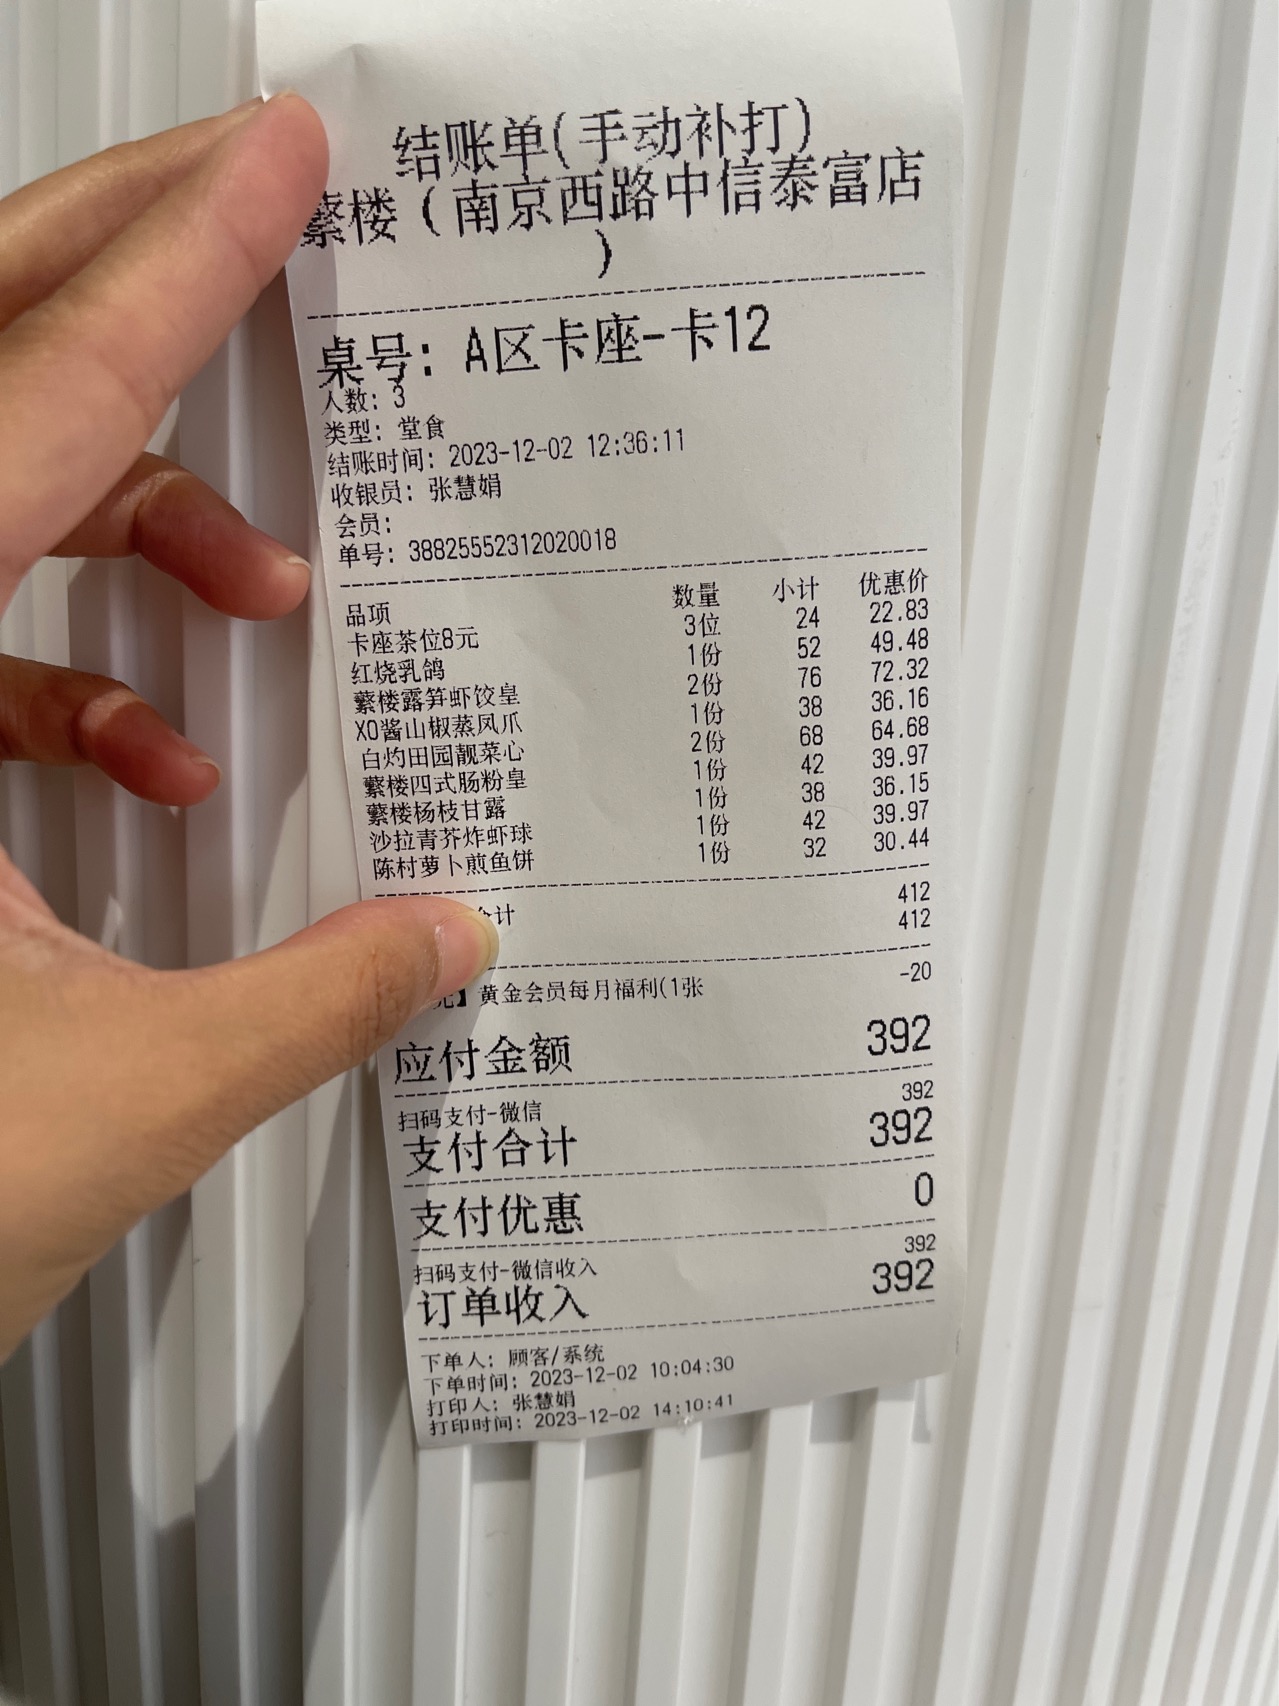 结账单(手动补打)
蘩楼(南京西路中信泰富店
)
桌号: A区卡座-卡12
人数: 3
类型: 堂食
结账时间: 2023-12-02 12:36:11
收银员: 张慧娟
会员:
单号: 38825552312020018
品项 数量 小计 优惠价
卡座茶位8元 3位 24 22.83
红烧乳鸽 1份 52 49.48
蘩楼露笋虾饺皇 2份 76 72.32
XO酱山椒蒸凤爪 1份 38 36.16
白灼田园靓菜心 2份 68 64.68
蘩楼四式肠粉皇 1份 42 39.97
蘩楼杨枝甘露 1份 38 36.15
沙拉青芥炸虾球 1份 42 39.97
陈村萝卜煎鱼饼 1份 32 30.44
合计 412
412
元】黄金会员每月福利(1张 -20
应付金额 392
扫码支付-微信 392
支付合计 392
支付优惠 0
扫码支付-微信收入 392
订单收入 392
下单人: 顾客/系统
下单时间: 2023-12-02 10:04:30
打印人: 张慧娟
打印时间: 2023-12-02 14:10:41